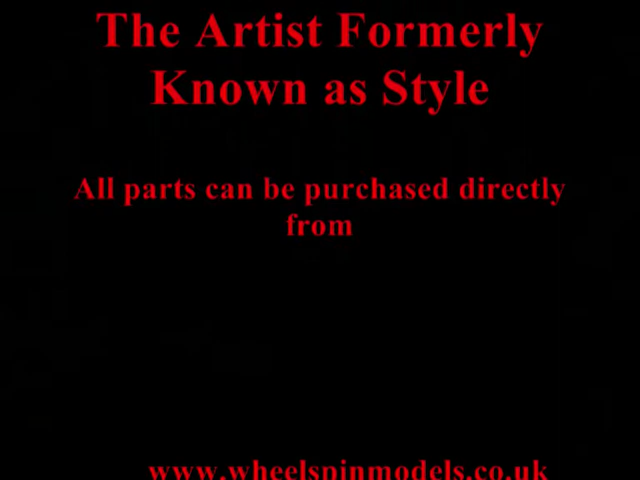 The Artist Formerly
Known as Style
All parts can be purchased directly
from
www.wheelspinmodels.co.uk